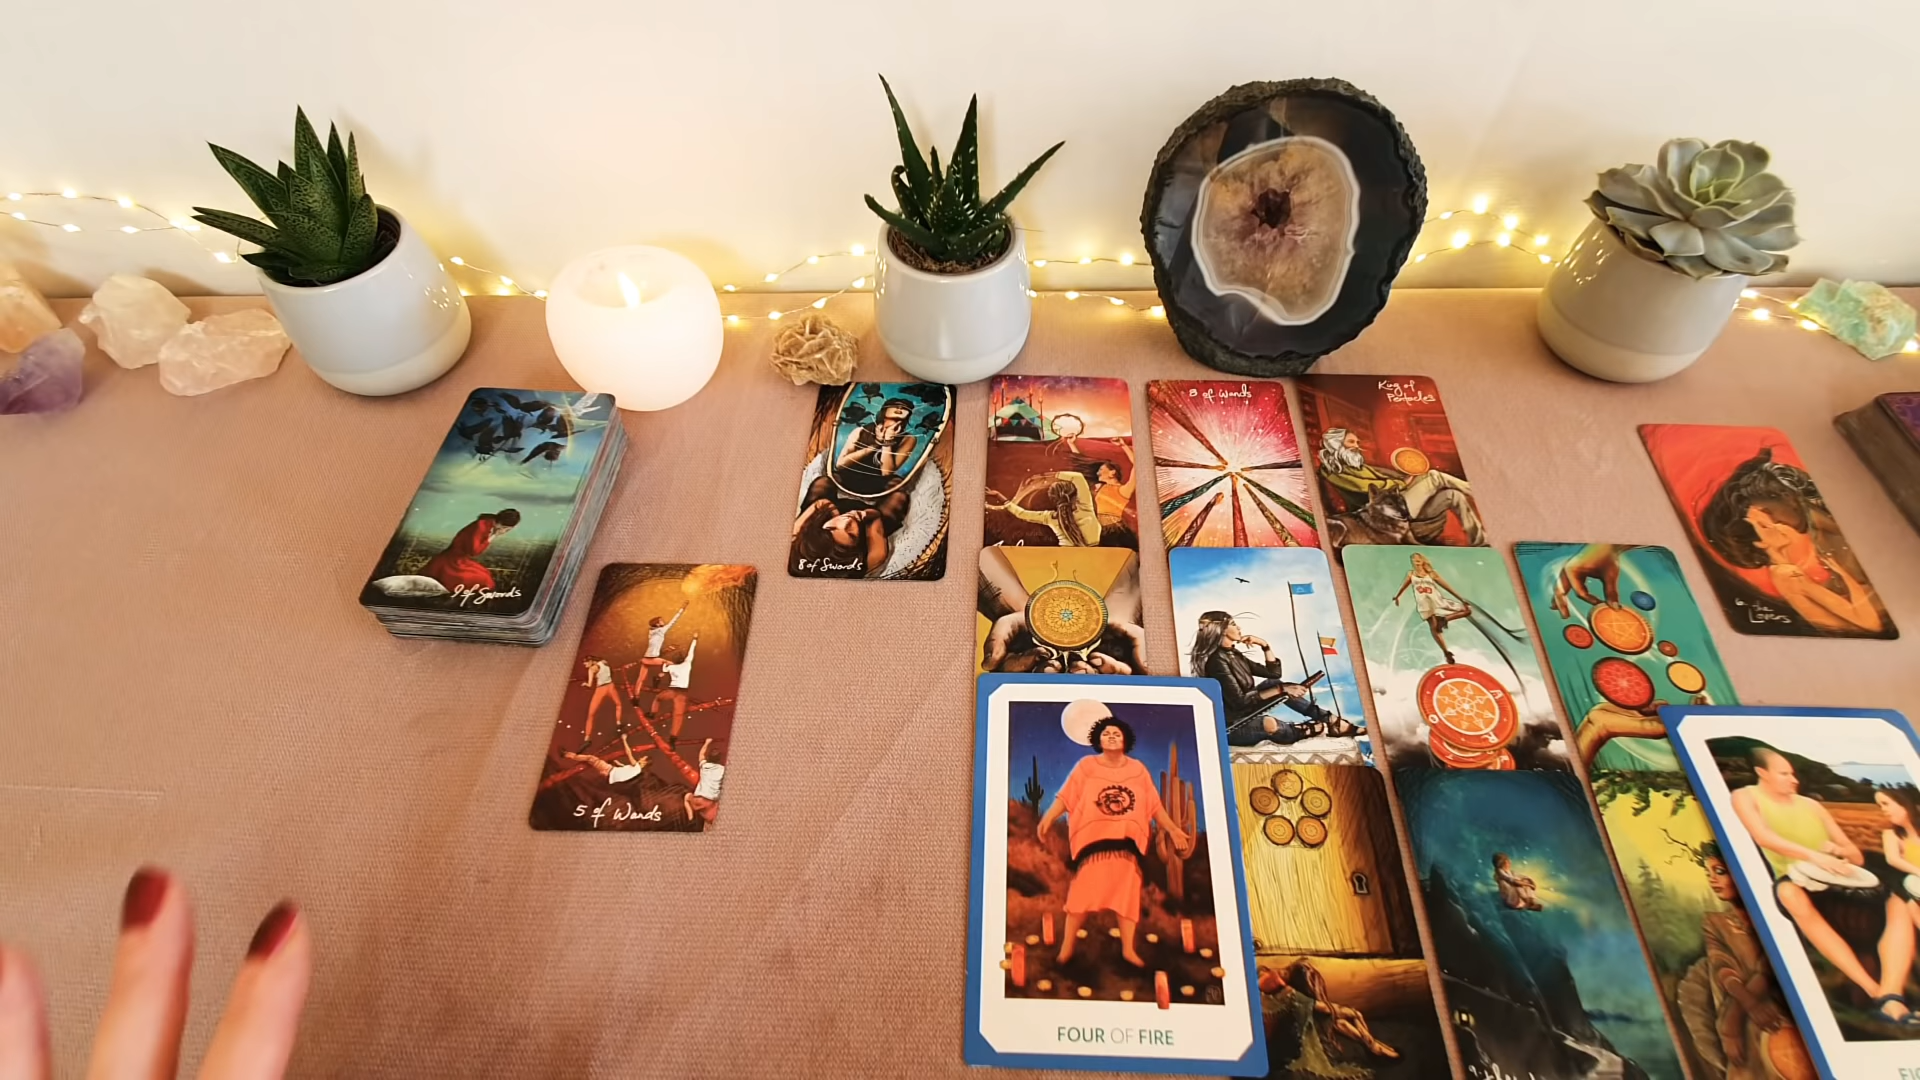 King of
Pentacles
8 of Wands
9 of Swords
8 of Swords
6. the
Lovers
5 of Wands
FOUR OF FIRE